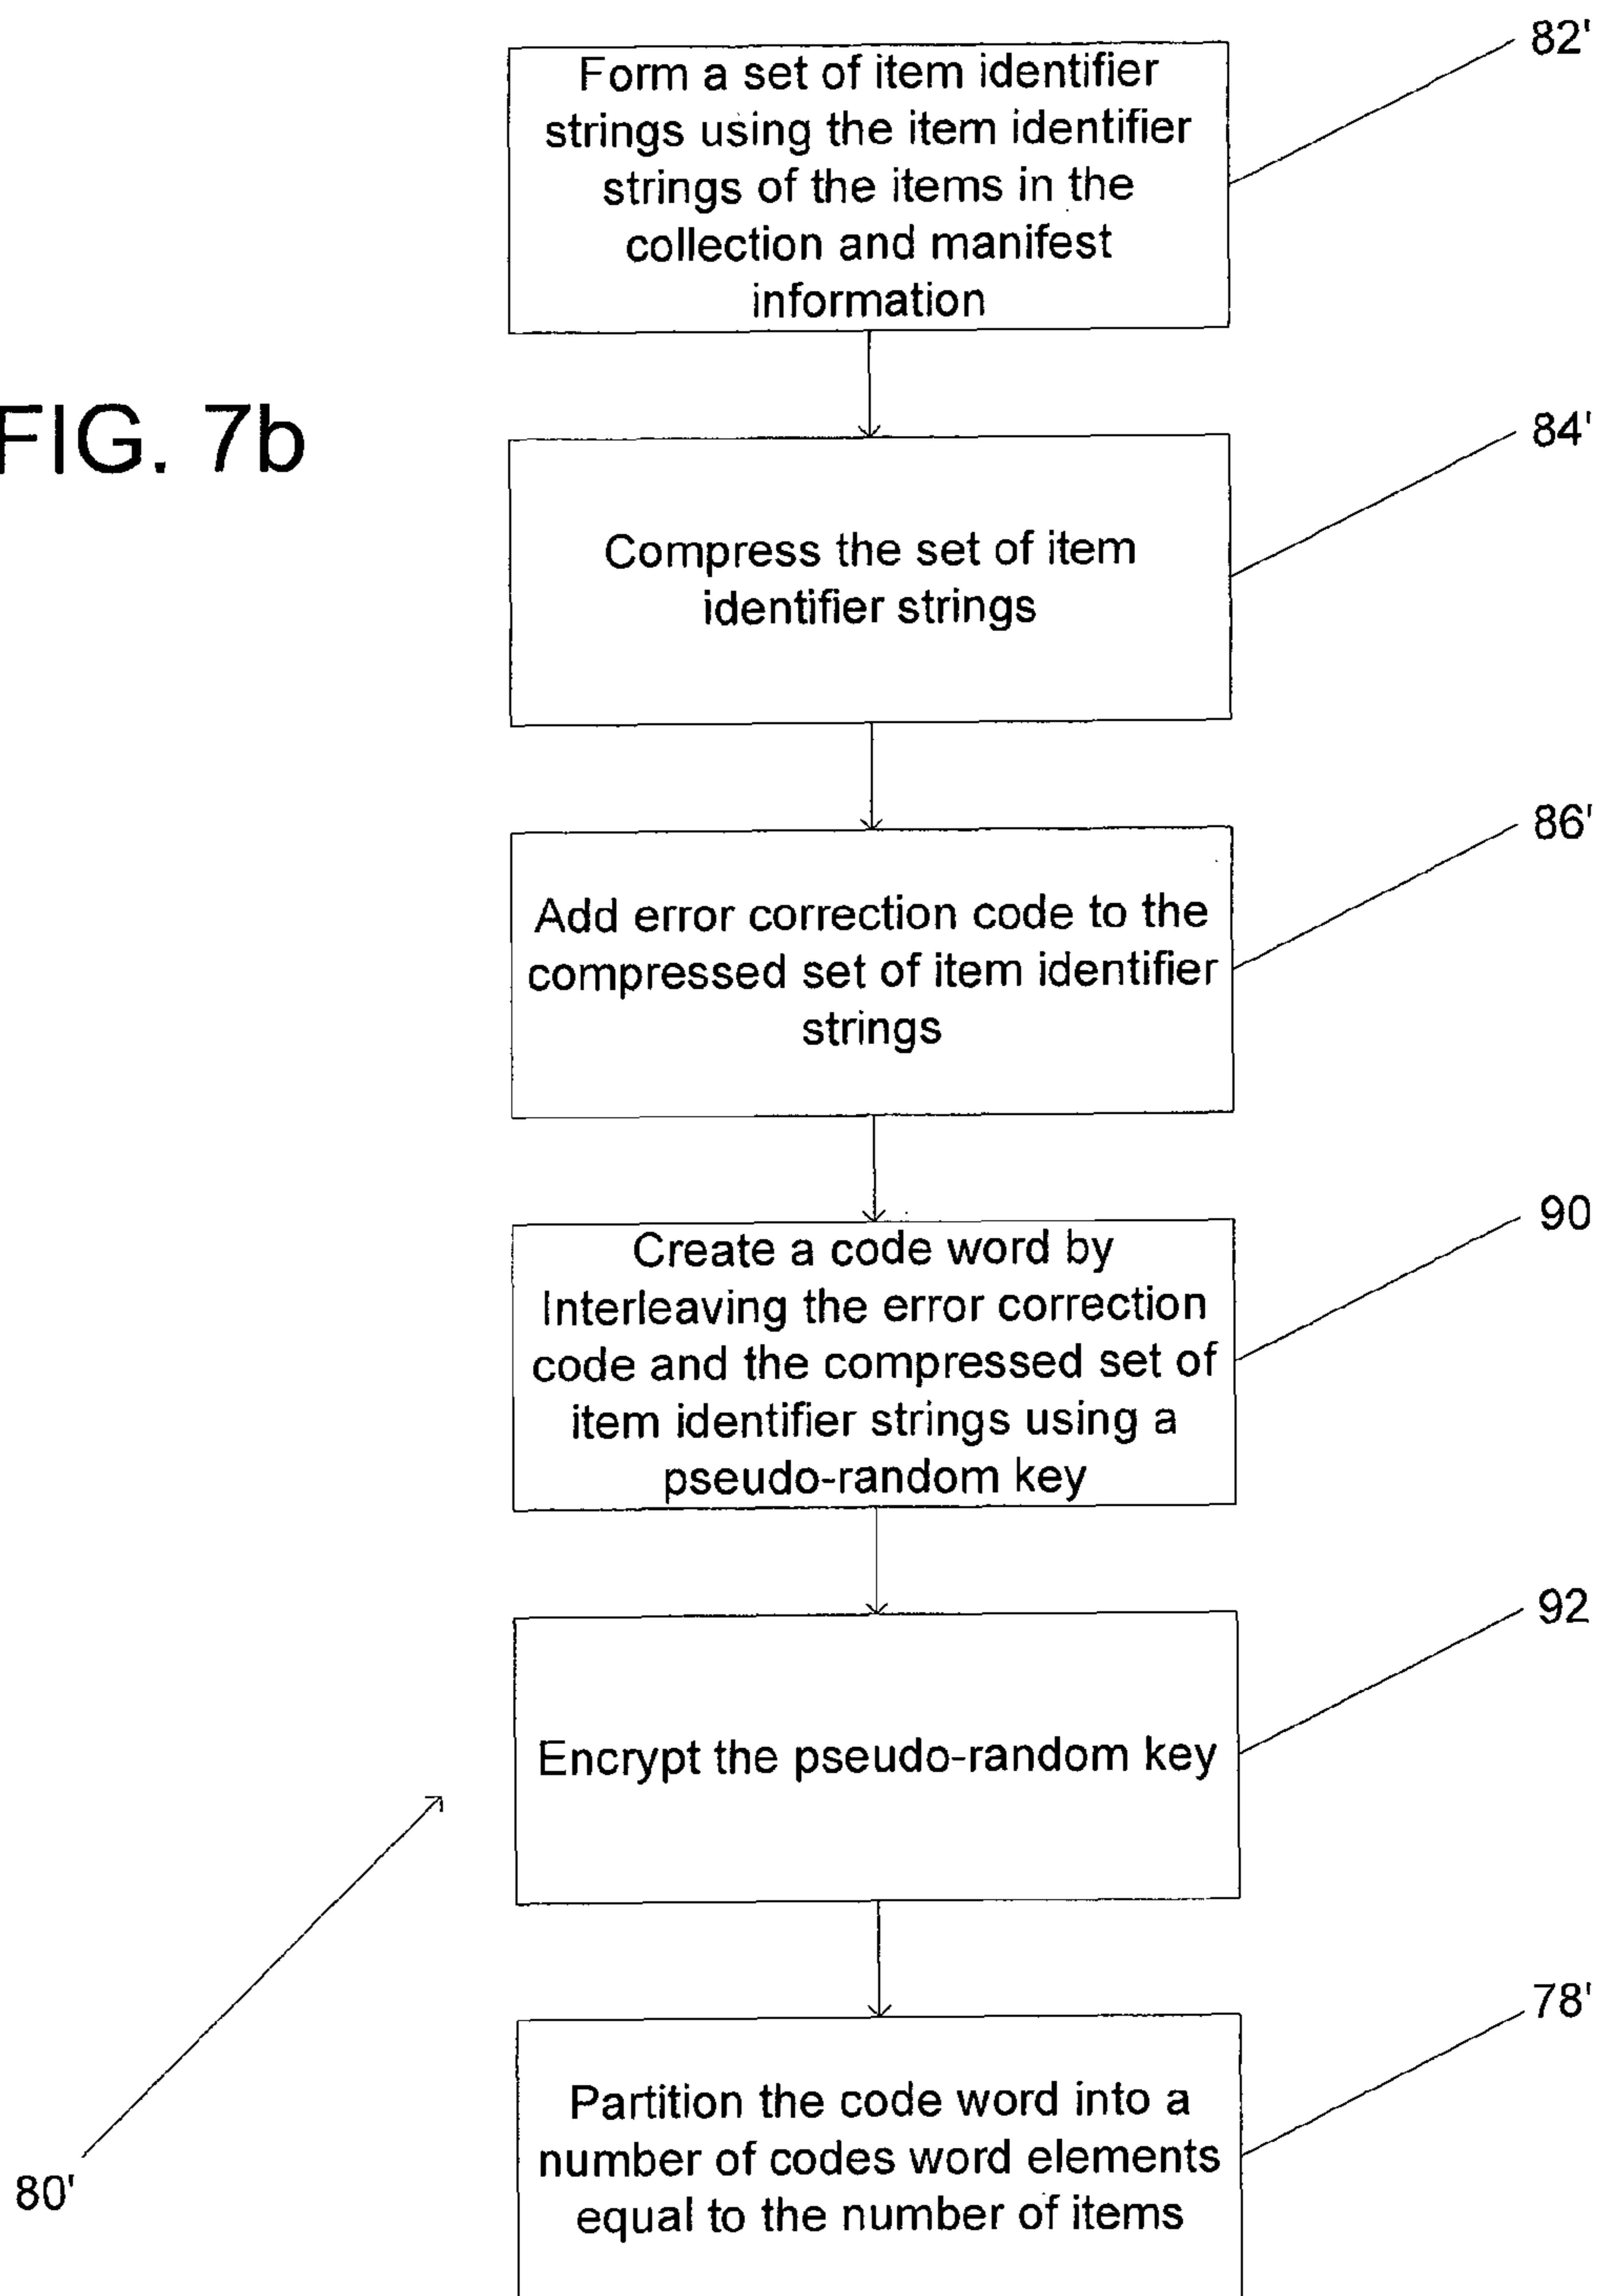 82'
Form a set of item identifier
strings using the item identifier
strings of the items in the
collection and manifest
information
FIG. 7b
84'
Compress the set of item
identifier strings
86'
Add error correction code to the
compressed set of item identifier
strings
90
Create a code word by
Interleaving the error correction
code and the compressed set of
item identifier strings using a
pseudo-random key
92
Encrypt the pseudo-random key
78'
Partition the code word into a
number of codes word elements
equal to the number of items
80'